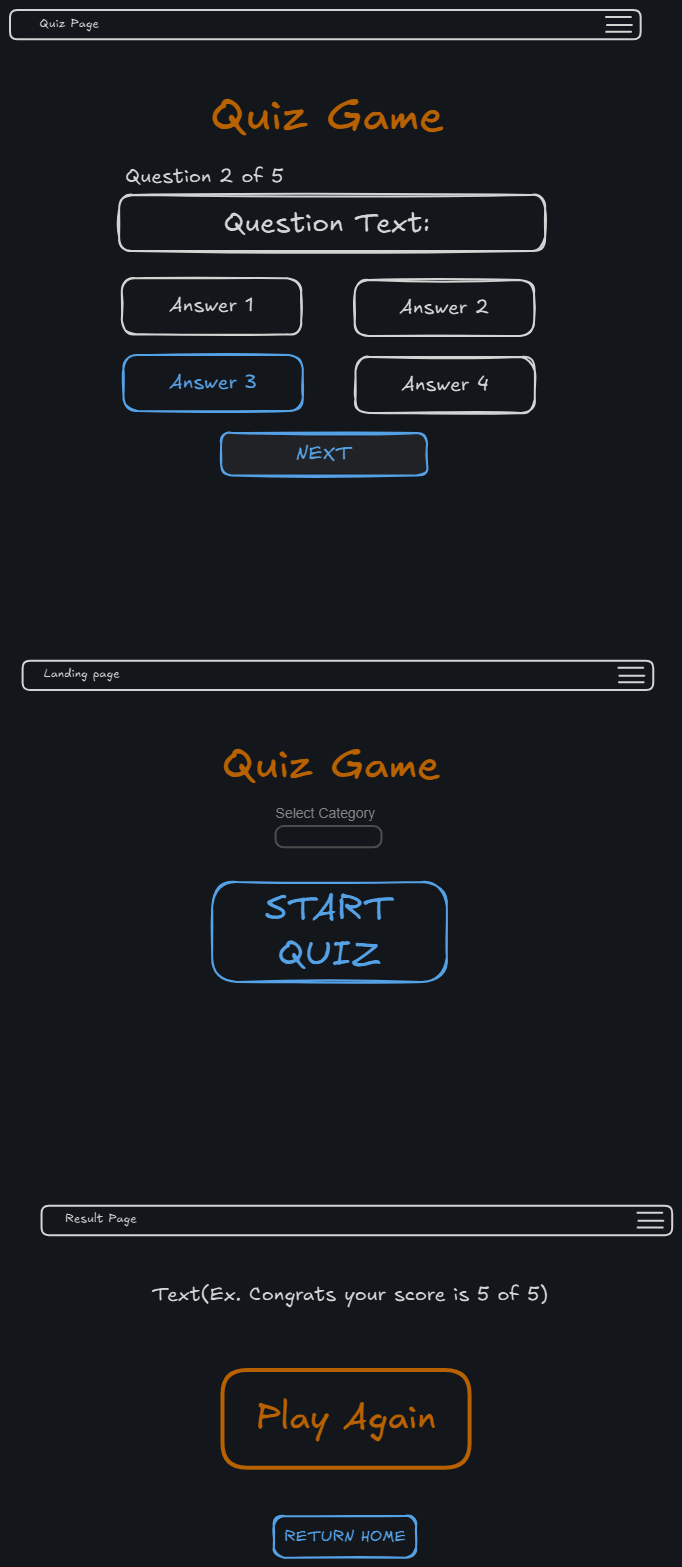 Quiz Page
Quiz Game
Question 2 of 5
Question Text:
Answer 1
Answer 2
Answer 3
Answer 4
NEXT
Landing page
Quiz Game
Select Category
START
QUIZ
Result Page
Text(Ex. Congrats your score is 5 of 5)
Play Again
RETURN HOME